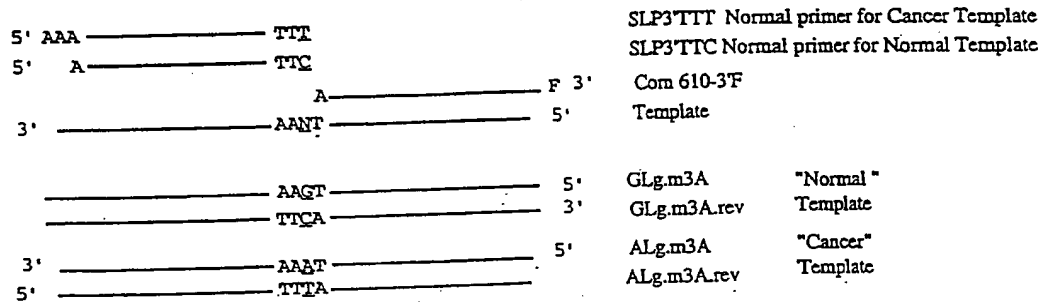 5' AAA TTT SLP3'TTT Normal primer for Cancer Template
5' A TTC SLP3'TTC Normal primer for Normal Template
A F 3' Com 610-3'F
3' AANT 5' Template
AAGT 5' GLg.m3A "Normal"
TTCA 3' GLg.m3A.rev Template
3' AAAT 5' ALg.m3A "Cancer"
5' TTTA ALg.m3A.rev Template